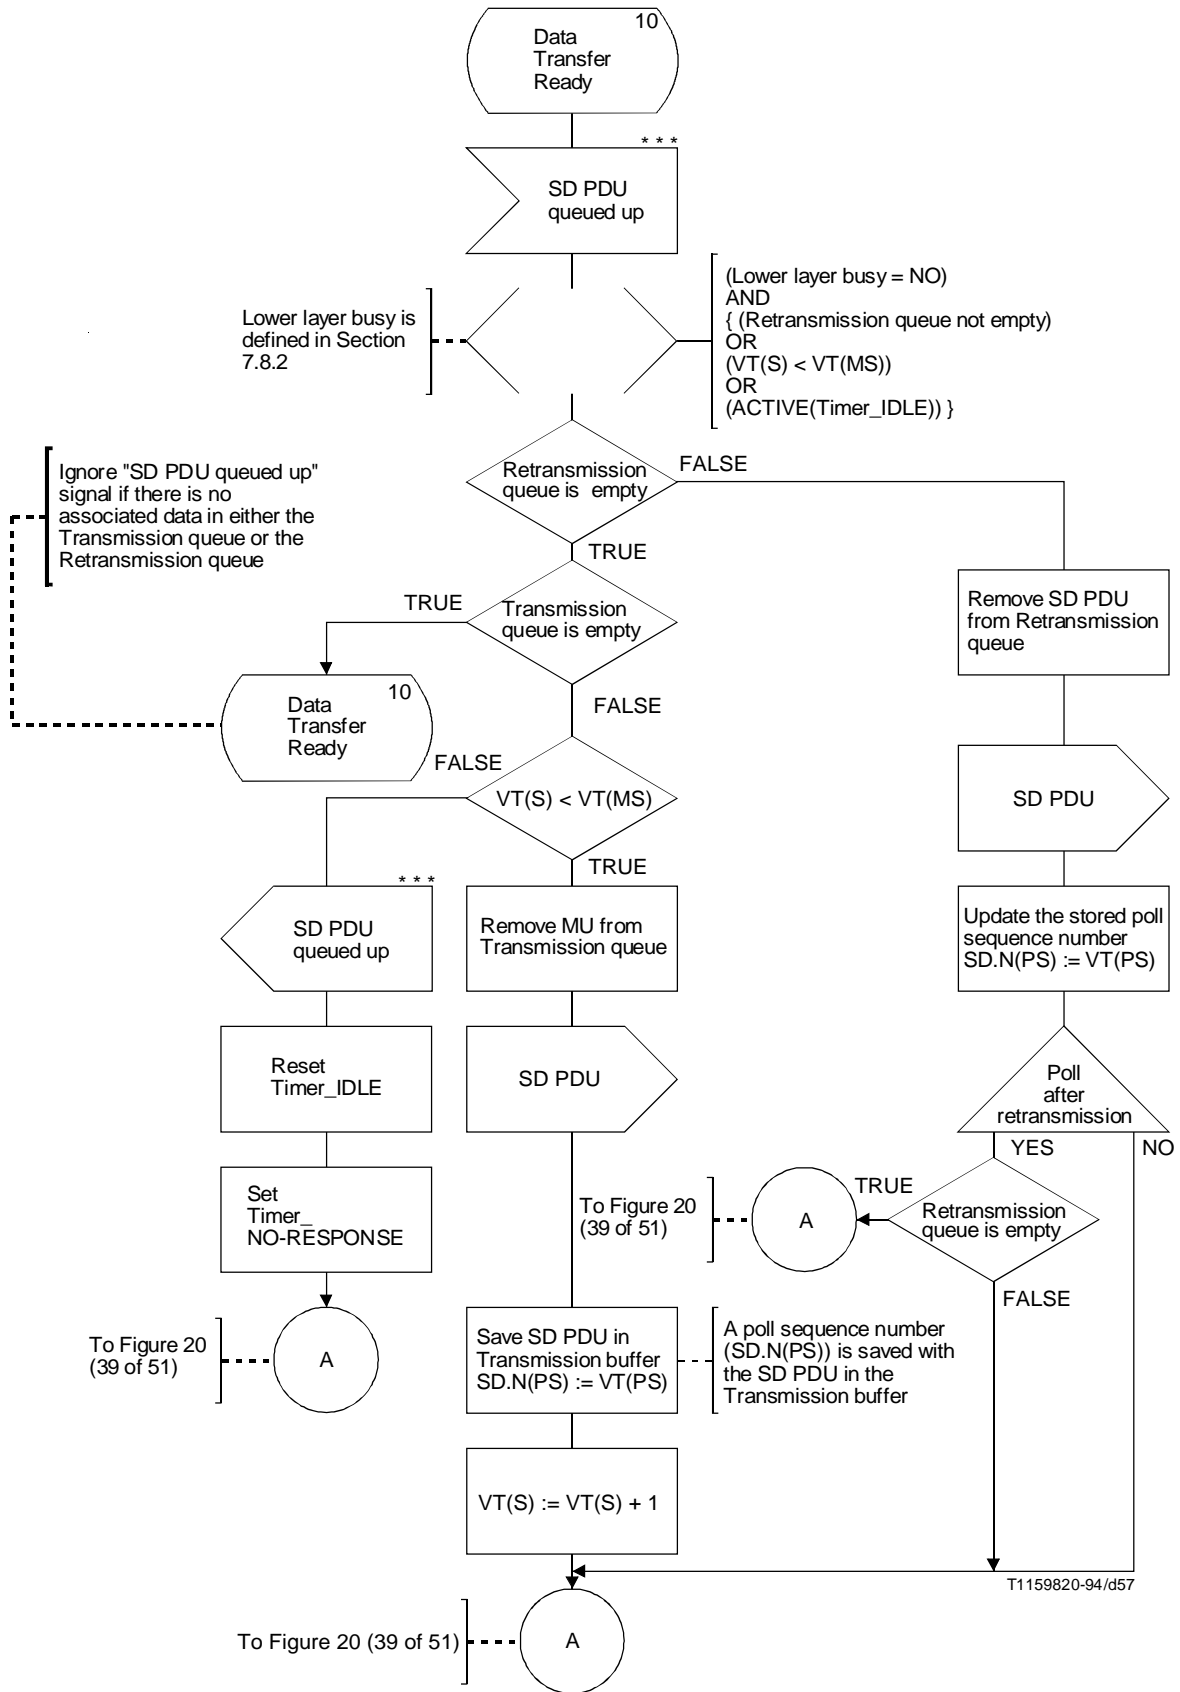 10
Data
Transfer
Ready
* * *
SD PDU
queued up
Lower layer busy is
defined in Section
7.8.2
(Lower layer busy = NO)
AND
{ (Retransmission queue not empty)
OR
(VT(S) < VT(MS))
OR
(ACTIVE(Timer_IDLE)) }
Ignore "SD PDU queued up"
signal if there is no
associated data in either the
Transmission queue or the
Retransmission queue
Retransmission
queue is empty
FALSE
TRUE
Transmission
queue is empty
TRUE
FALSE
Remove SD PDU
from Retransmission
queue
10
Data
Transfer
Ready
FALSE
VT(S) < VT(MS)
TRUE
SD PDU
* * *
SD PDU
queued up
Remove MU from
Transmission queue
Update the stored poll
sequence number
SD.N(PS) := VT(PS)
Reset
Timer_IDLE
SD PDU
Poll
after
retransmission
YES
NO
Set
Timer_
NO-RESPONSE
To Figure 20
(39 of 51)
A
TRUE
Retransmission
queue is empty
FALSE
To Figure 20
(39 of 51)
A
Save SD PDU in
Transmission buffer
SD.N(PS) := VT(PS)
A poll sequence number
(SD.N(PS)) is saved with
the SD PDU in the
Transmission buffer
VT(S) := VT(S) + 1
T1159820-94/d57
To Figure 20 (39 of 51)
A